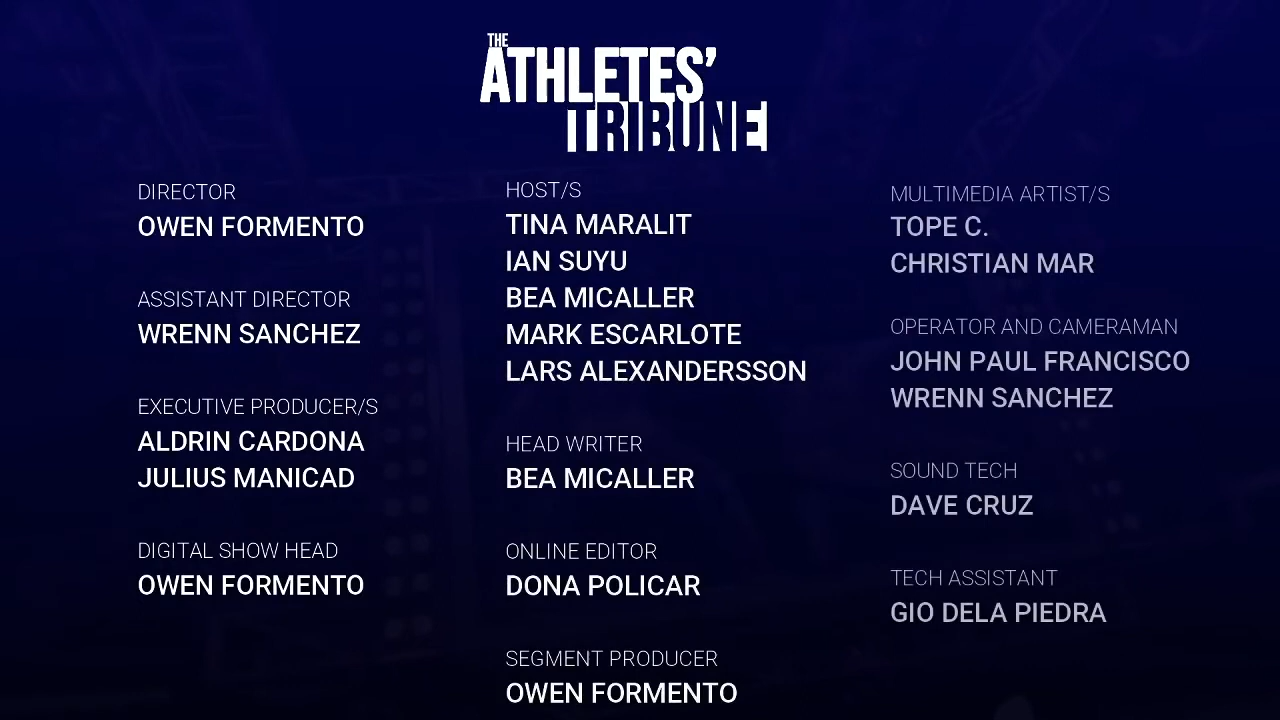 THE
ATHLETES'
TRIBUNE
DIRECTOR
OWEN FORMENTO
ASSISTANT DIRECTOR
WRENN SANCHEZ
EXECUTIVE PRODUCER/S
ALDRIN CARDONA
JULIUS MANICAD
DIGITAL SHOW HEAD
OWEN FORMENTO
HOST/S
TINA MARALIT
IAN SUYU
BEA MICALLER
MARK ESCARLOTE
LARS ALEXANDERSSON
HEAD WRITER
BEA MICALLER
ONLINE EDITOR
DONA POLICAR
SEGMENT PRODUCER
OWEN FORMENTO
MULTIMEDIA ARTIST/S
TOPE C.
CHRISTIAN MAR
OPERATOR AND CAMERAMAN
JOHN PAUL FRANCISCO
WRENN SANCHEZ
SOUND TECH
DAVE CRUZ
TECH ASSISTANT
GIO DELA PIEDRA